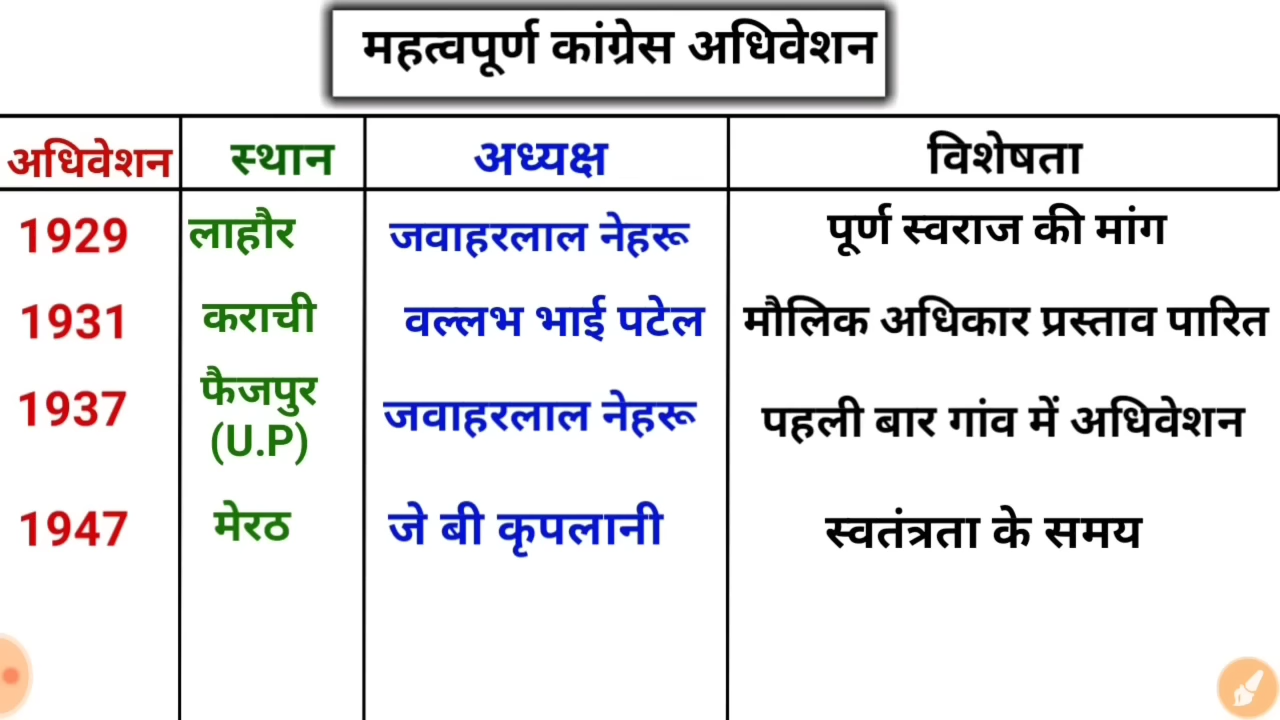 महत्वपूर्ण कांग्रेस अधिवेशन
अधिवेशन स्थान अध्यक्ष विशेषता
1929 लाहौर जवाहरलाल नेहरू पूर्ण स्वराज की मांग
1931 कराची वल्लभ भाई पटेल मौलिक अधिकार प्रस्ताव पारित
1937 फैजपुर जवाहरलाल नेहरू पहली बार गांव में अधिवेशन
(U.P)
1947 मेरठ जे बी कृपलानी स्वतंत्रता के समय